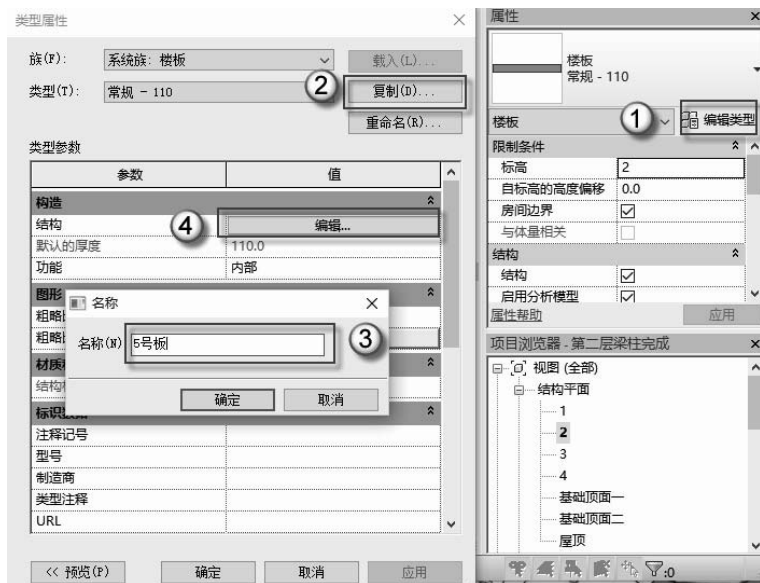 类型属性
族(F):
系统族: 楼板
载入(L)...
类型(T):
常规 - 110
②
复制(D)...
重命名(R)...
类型参数
参数
值
构造
结构
④
编辑...
默认的厚度
110.0
功能
内部
图形
粗略
粗略
材质
结构
注释记号
型号
制造商
类型注释
URL
名称
名称(N)
5号板
③
确定
取消
<< 预览(P)
确定
取消
应用
属性
楼板
常规 - 110
楼板
①
编辑类型
限制条件
标高
2
自标高的高度偏移
0.0
房间边界
与体量相关
结构
结构
启用分析模型
属性帮助
应用
项目浏览器 - 第二层梁柱完成
视图 (全部)
结构平面
1
2
3
4
基础顶面一
基础顶面二
屋顶
:0